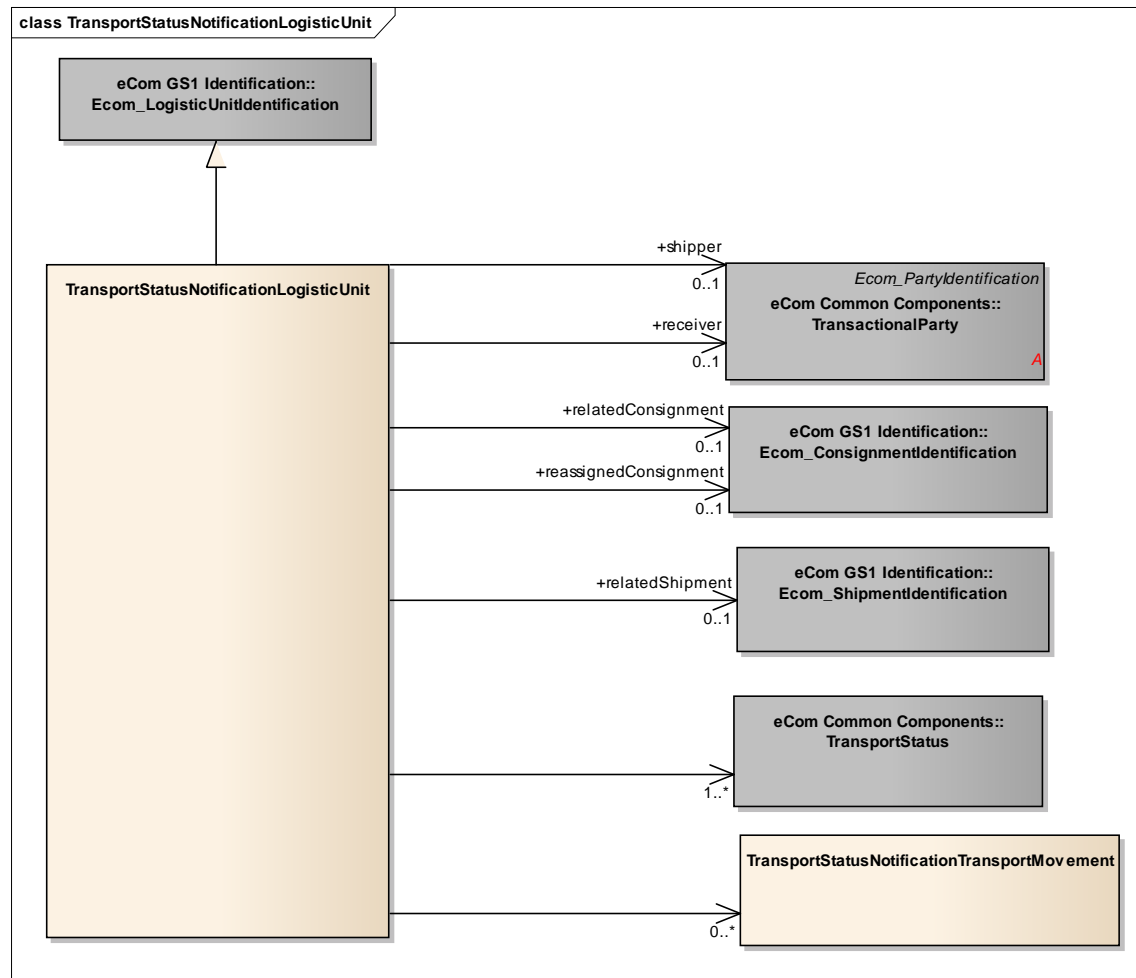 class TransportStatusNotificationLogisticUnit
eCom GS1 Identification::
Ecom_LogisticUnitIdentification
TransportStatusNotificationLogisticUnit
+shipper
0..1
Ecom_PartyIdentification
eCom Common Components::
TransactionalParty
A
+receiver
0..1
+relatedConsignment
0..1
eCom GS1 Identification::
Ecom_ConsignmentIdentification
+reassignedConsignment
0..1
+relatedShipment
0..1
eCom GS1 Identification::
Ecom_ShipmentIdentification
eCom Common Components::
TransportStatus
1..*
TransportStatusNotificationTransportMovement
0..*